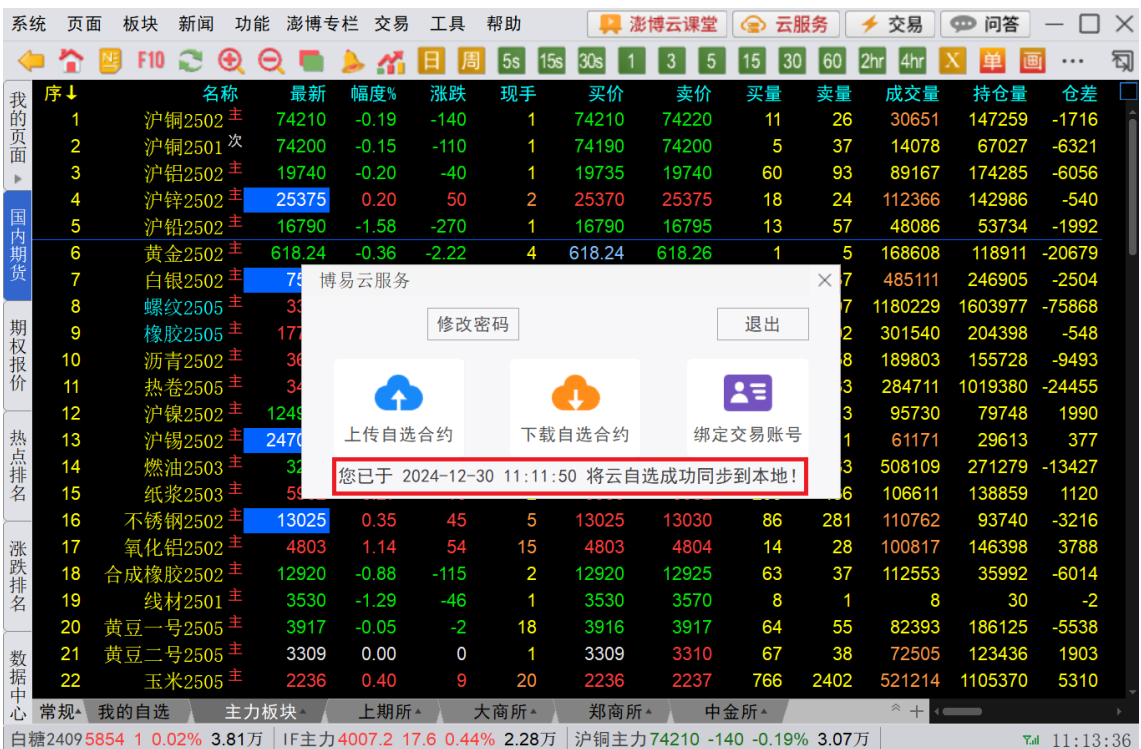 系统 页面 板块 新闻 功能 澎博专栏 交易 工具 帮助 澎博云课堂 云服务 交易 问答
F10 日 周 5s 15s 30s 1 3 5 15 30 60 2hr 4hr X 单 画 ...
我的页面
国内期货
期权报价
热点排名
涨跌排名
数据中心
序↓ 名称 最新 幅度% 涨跌 现手 买价 卖价 买量 卖量 成交量 持仓量 仓差
1 沪铜2502 主 74210 -0.19 -140 1 74210 74220 11 26 30651 147259 -1716
2 沪铜2501 次 74200 -0.15 -110 1 74190 74200 5 37 14078 67027 -6321
3 沪铝2502 主 19740 -0.20 -40 1 19735 19740 60 93 89167 174285 -6056
4 沪锌2502 主 25375 0.20 50 2 25370 25375 18 24 112366 142986 -540
5 沪铅2502 主 16790 -1.58 -270 1 16790 16795 13 57 48086 53734 -1992
6 黄金2502 主 618.24 -0.36 -2.22 4 618.24 618.26 1 5 168608 118911 -20679
7 白银2502 主 485111 246905 -2504
8 螺纹2505 主 1180229 1603977 -75868
9 橡胶2505 主 301540 204398 -548
10 沥青2502 主 189803 155728 -9493
11 热卷2505 主 284711 1019380 -24455
12 沪镍2502 主 95730 79748 1990
13 沪锡2502 主 61171 29613 377
14 燃油2503 主 508109 271279 -13427
15 纸浆2503 主 106611 138859 1120
博易云服务
修改密码 退出
上传自选合约 下载自选合约 绑定交易账号
您已于 2024-12-30 11:11:50 将云自选成功同步到本地!
16 不锈钢2502 主 13025 0.35 45 5 13025 13030 86 281 110762 93740 -3216
17 氧化铝2502 主 4803 1.14 54 15 4803 4804 14 28 100817 146398 3788
18 合成橡胶2502 主 12920 -0.88 -115 2 12920 12925 63 37 112553 35992 -6014
19 线材2501 主 3530 -1.29 -46 1 3530 3570 8 1 8 30 -2
20 黄豆一号2505 主 3917 -0.05 -2 18 3916 3917 64 55 82393 186125 -5538
21 黄豆二号2505 主 3309 0.00 0 1 3309 3310 67 38 72505 123436 1903
22 玉米2505 主 2236 0.40 9 20 2236 2237 766 2402 521214 1105370 5310
常规 我的自选 主力板块 上期所 大商所 郑商所 中金所
白糖2409 5854 1 0.02% 3.81万 IF主力 4007.2 17.6 0.44% 2.28万 沪铜主力 74210 -140 -0.19% 3.07万 11:13:36